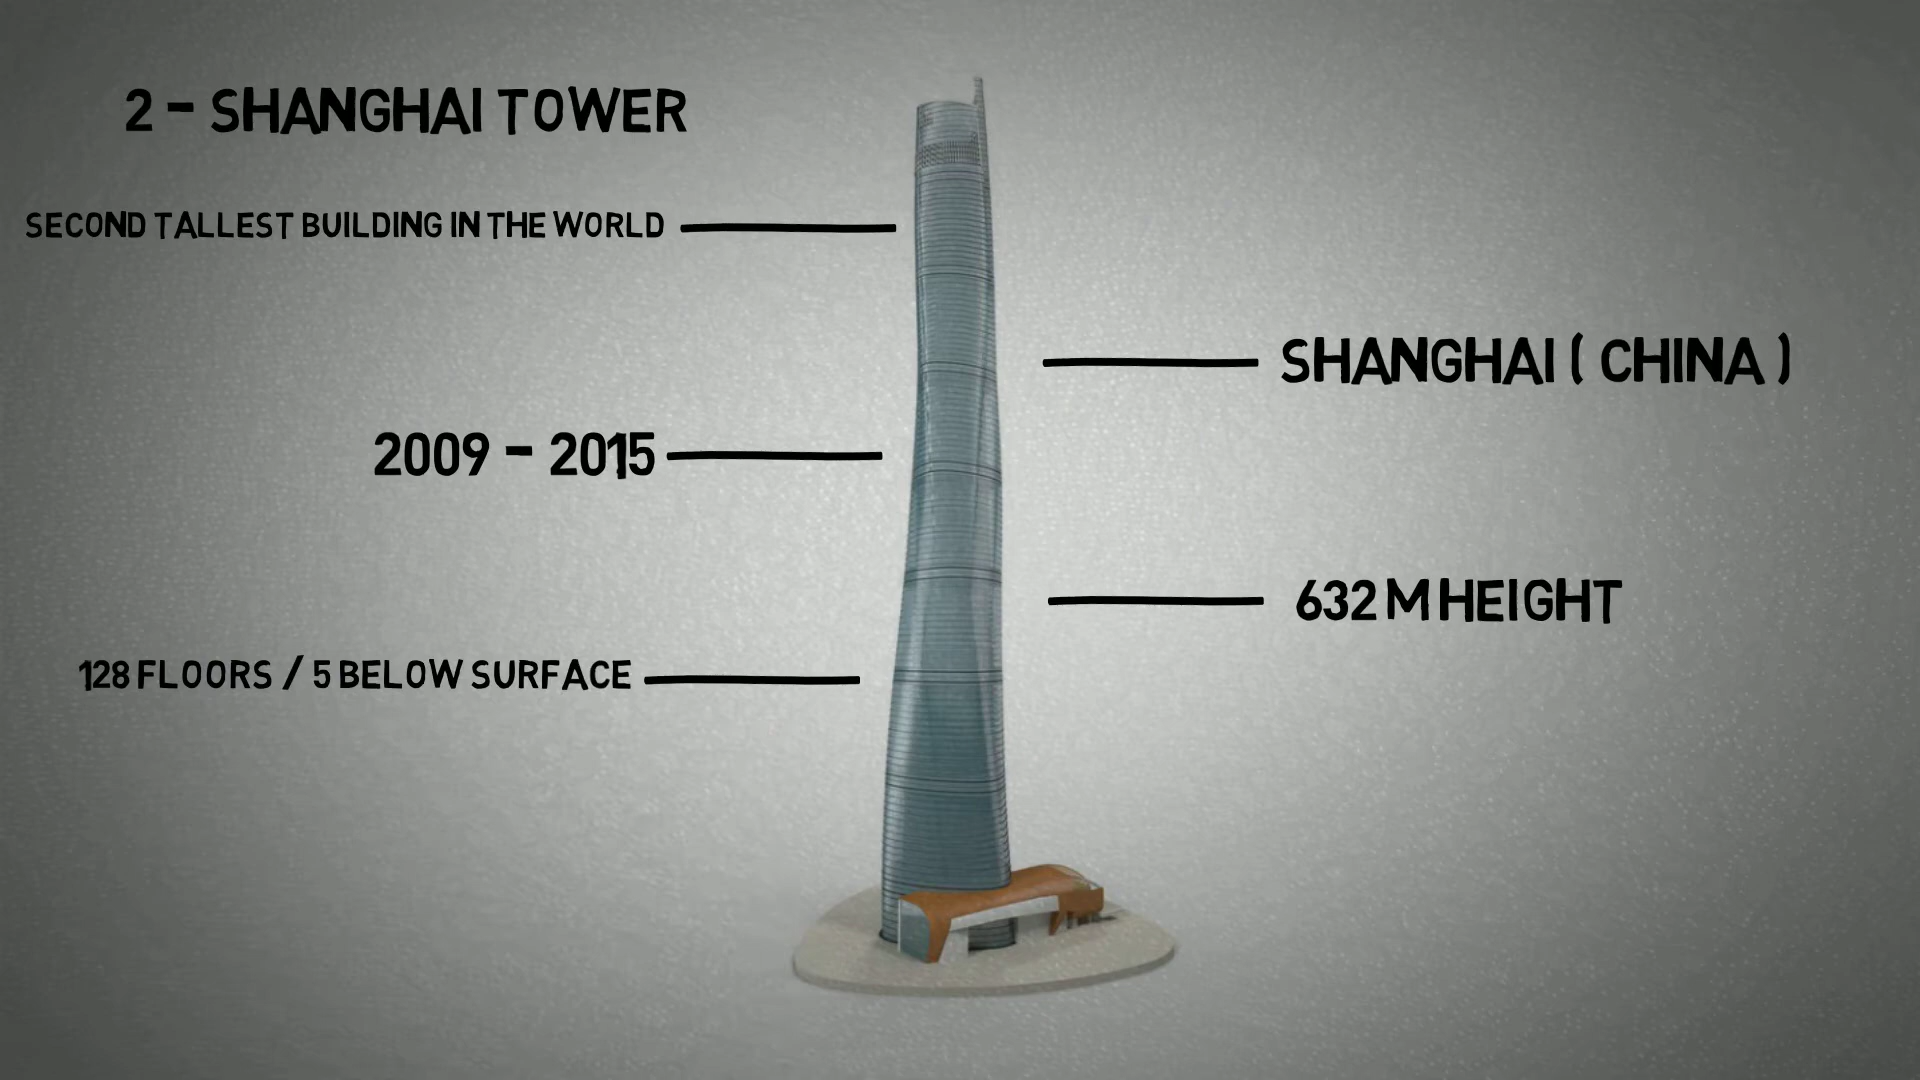 2 - SHANGHAI TOWER
SECOND TALLEST BUILDING IN THE WORLD
SHANGHAI ( CHINA )
2009 - 2015
632 M HEIGHT
128 FLOORS / 5 BELOW SURFACE